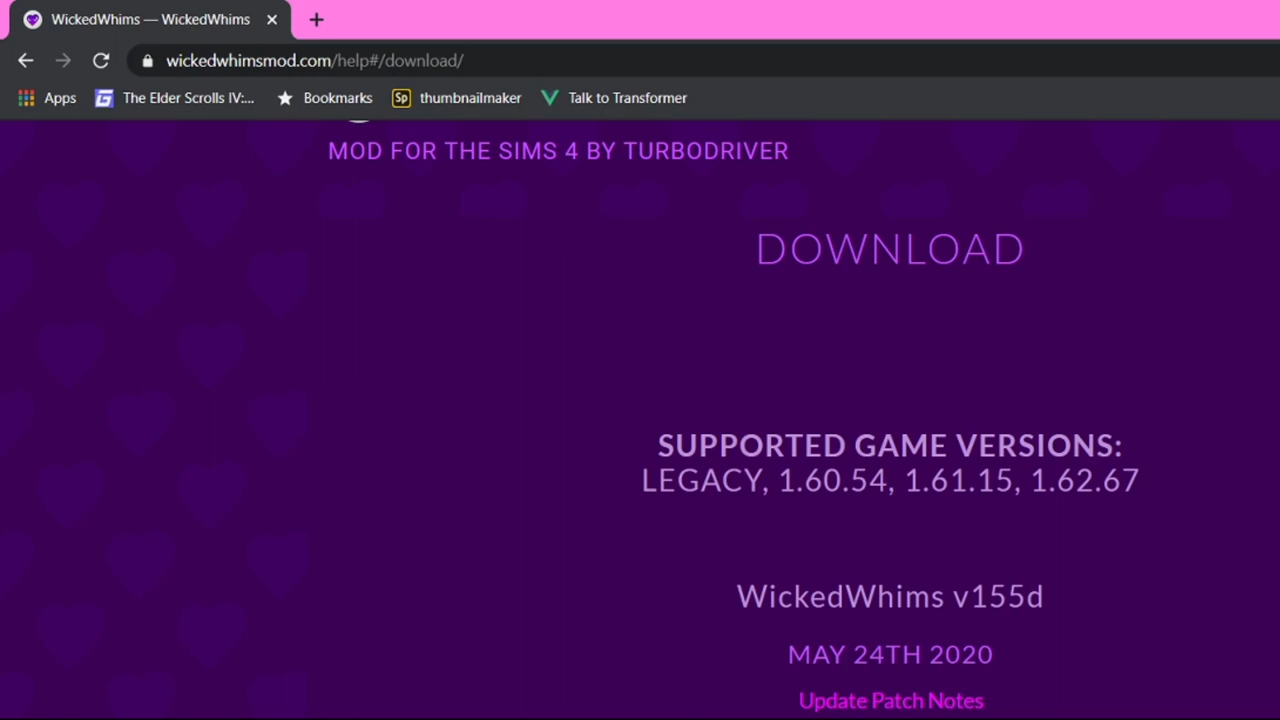 WickedWhims — WickedWhims
wickedwhimsmod.com/help#/download/
Apps The Elder Scrolls IV:... Bookmarks Sp thumbnailmaker Talk to Transformer
MOD FOR THE SIMS 4 BY TURBODRIVER
DOWNLOAD
SUPPORTED GAME VERSIONS:
LEGACY, 1.60.54, 1.61.15, 1.62.67
WickedWhims v155d
MAY 24TH 2020
Update Patch Notes